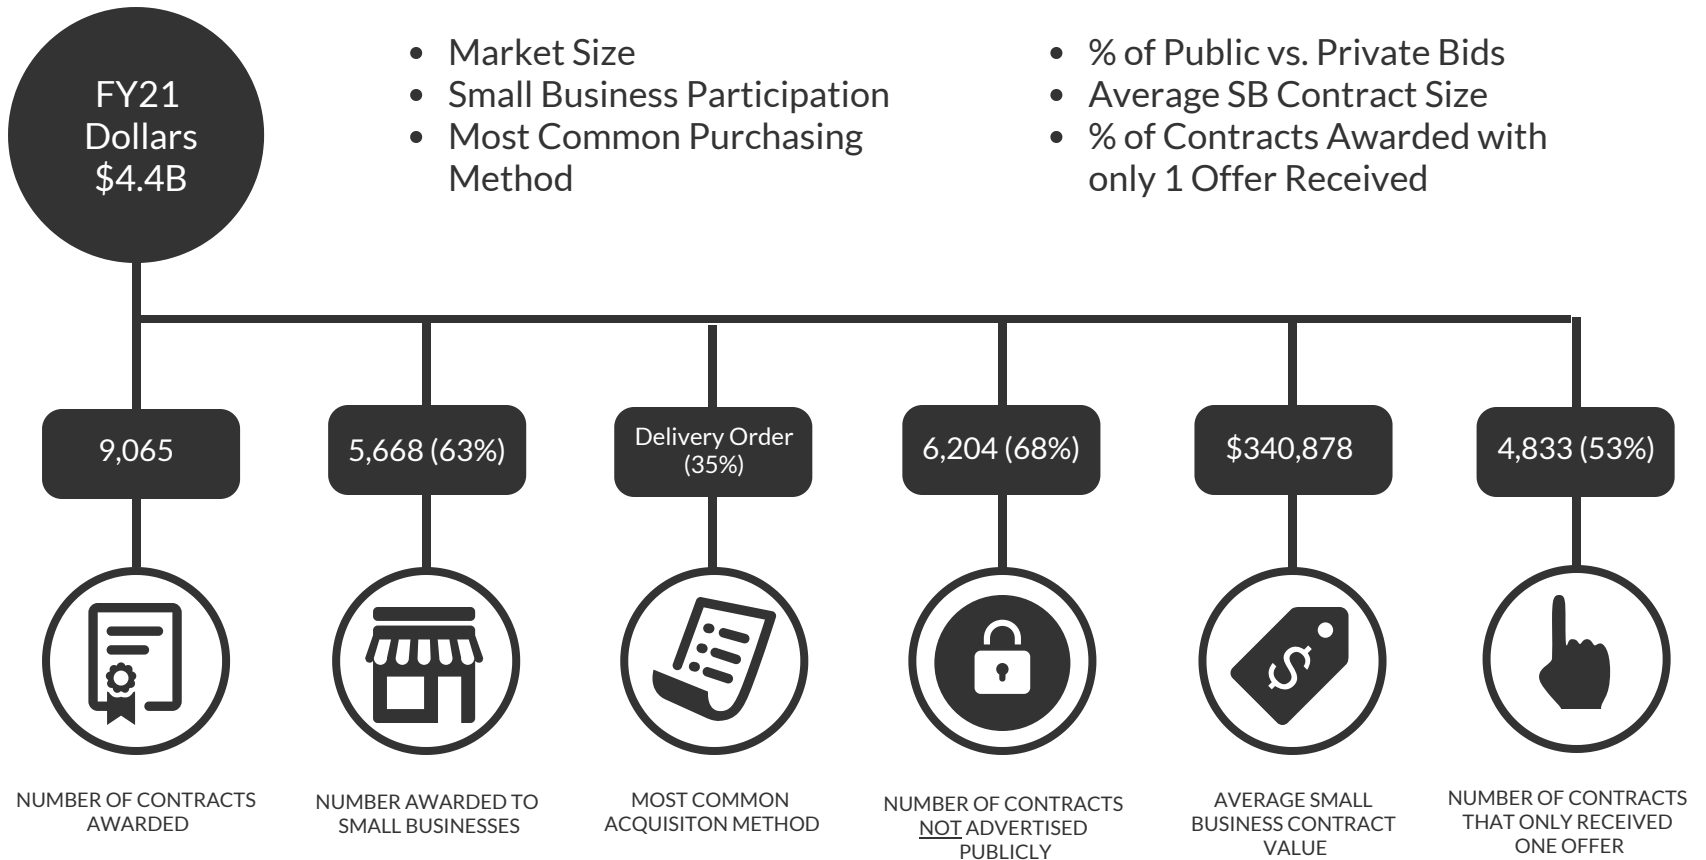 FY21
Dollars
$4.4B
• Market Size
• Small Business Participation
• Most Common Purchasing
Method
• % of Public vs. Private Bids
• Average SB Contract Size
• % of Contracts Awarded with
only 1 Offer Received
9,065
5,668 (63%)
Delivery Order
(35%)
6,204 (68%)
$340,878
4,833 (53%)
$
NUMBER OF CONTRACTS
AWARDED
NUMBER AWARDED TO
SMALL BUSINESSES
MOST COMMON
ACQUISITON METHOD
NUMBER OF CONTRACTS
NOT ADVERTISED
PUBLICLY
AVERAGE SMALL
BUSINESS CONTRACT
VALUE
NUMBER OF CONTRACTS
THAT ONLY RECEIVED
ONE OFFER